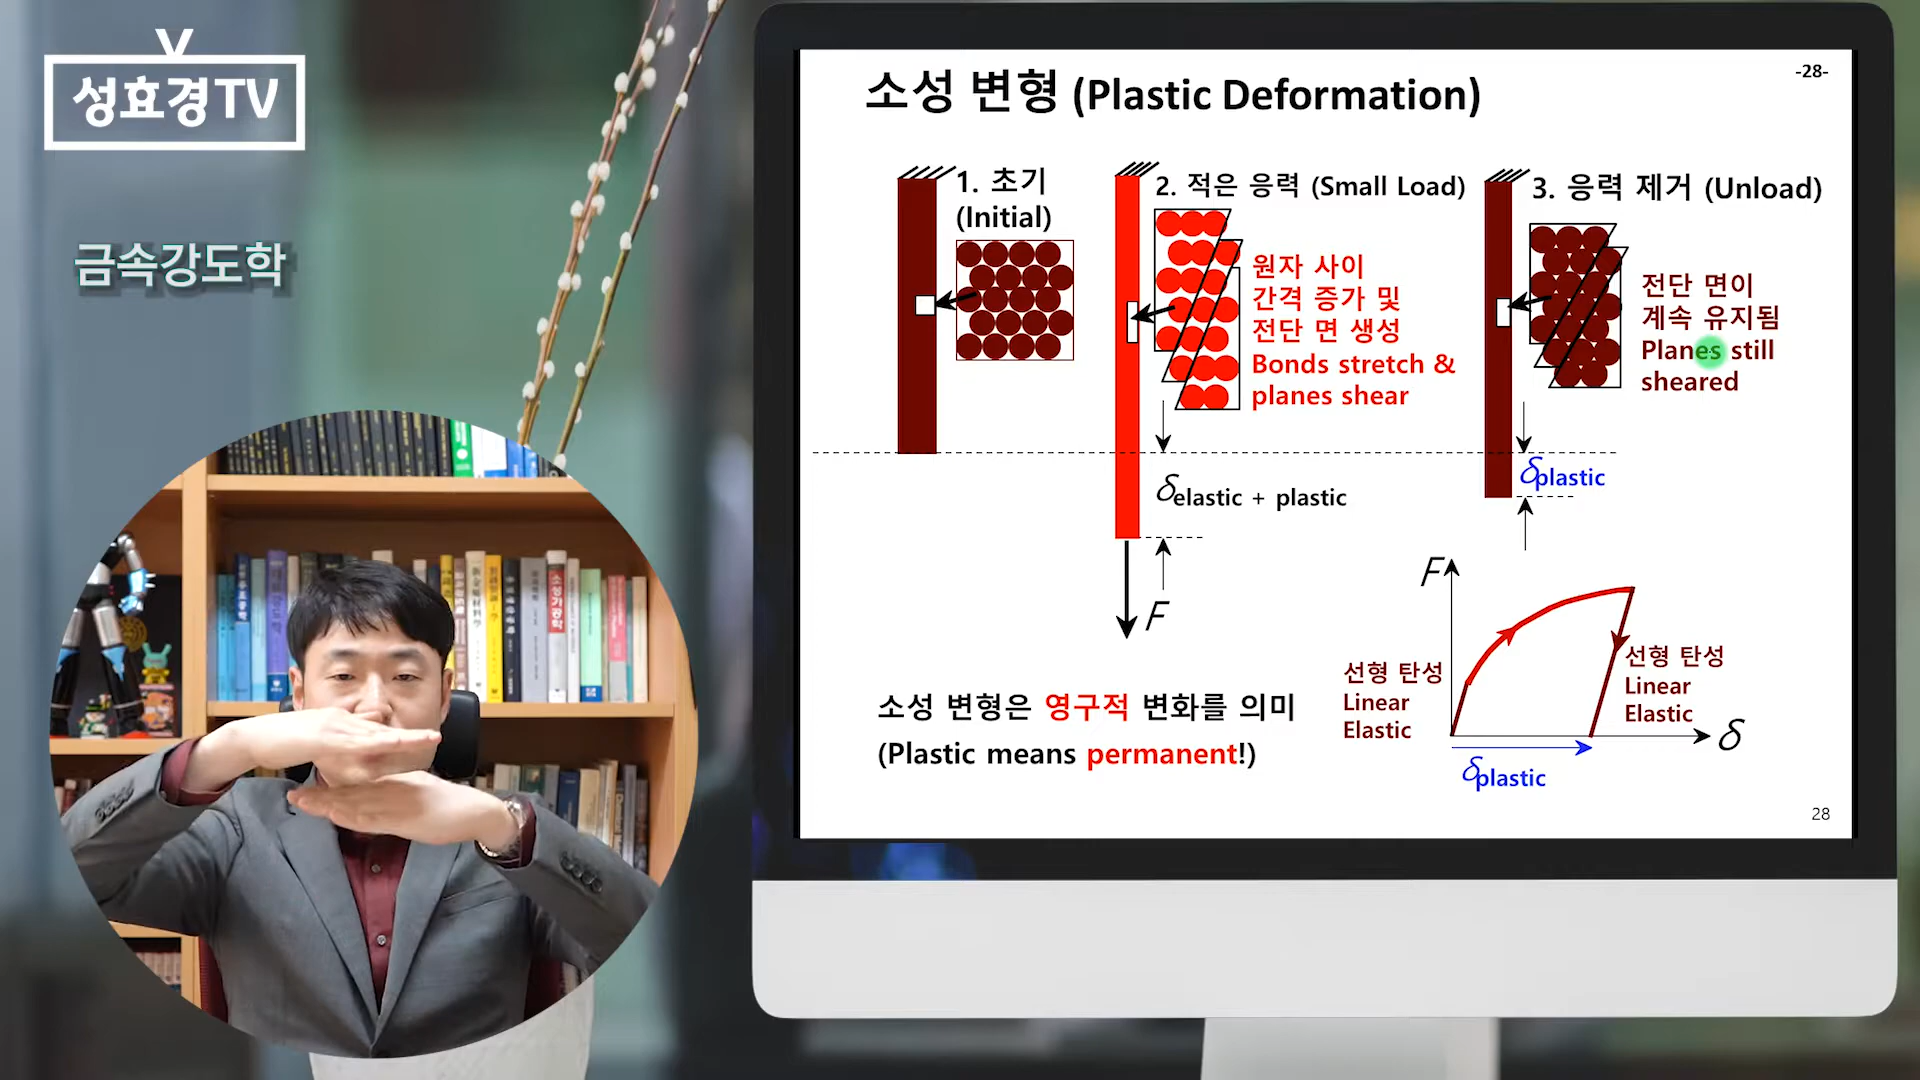 성효경TV
금속강도학
-28-
소성 변형 (Plastic Deformation)
1. 초기
(Initial)
2. 적은 응력 (Small Load)
원자 사이
간격 증가 및
전단 면 생성
Bonds stretch &
planes shear
3. 응력 제거 (Unload)
전단 면이
계속 유지됨
Planes still
sheared
δelastic + plastic
F
δplastic
소성 변형은 영구적 변화를 의미
(Plastic means permanent!)
F
선형 탄성
Linear
Elastic
선형 탄성
Linear
Elastic
δ
δplastic
28
소성가공학